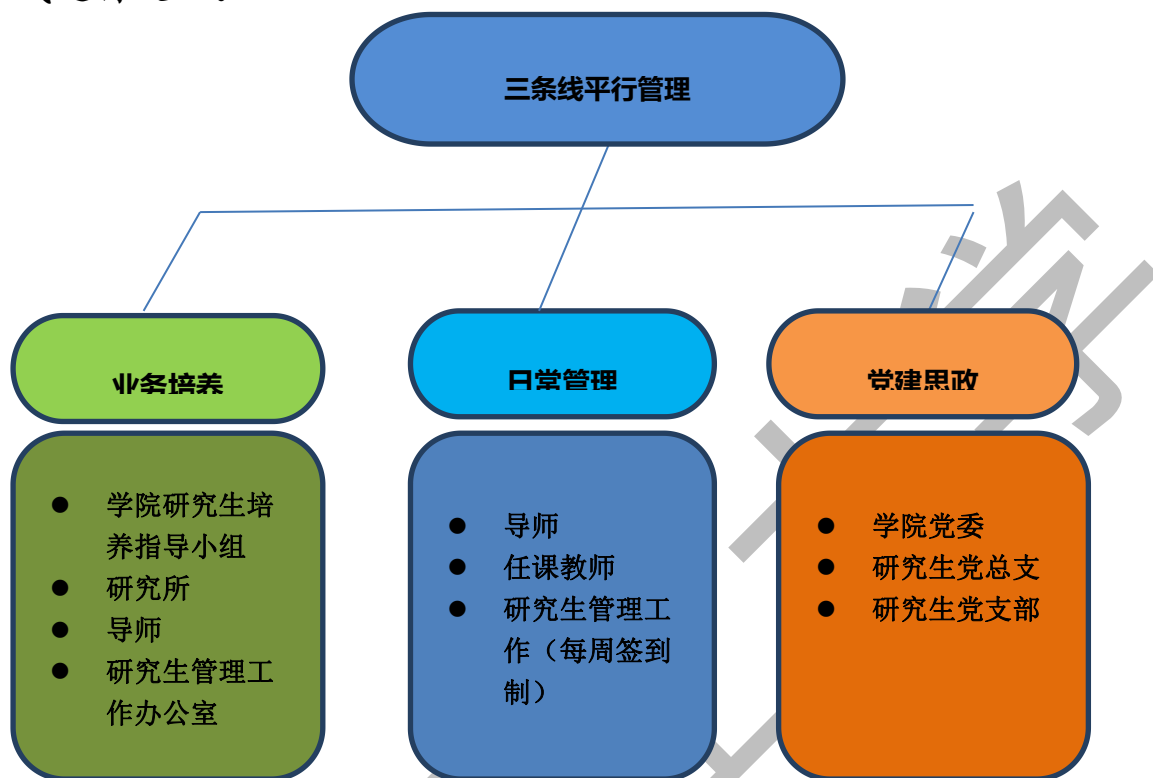 三条线平行管理
业务培养
日常管理
党建思政
● 学院研究生培
养指导小组
● 研究所
● 导师
● 研究生管理工
作办公室
● 导师
● 任课教师
● 研究生管理工
作（每周签到
制）
● 学院党委
● 研究生党总支
● 研究生党支部
学